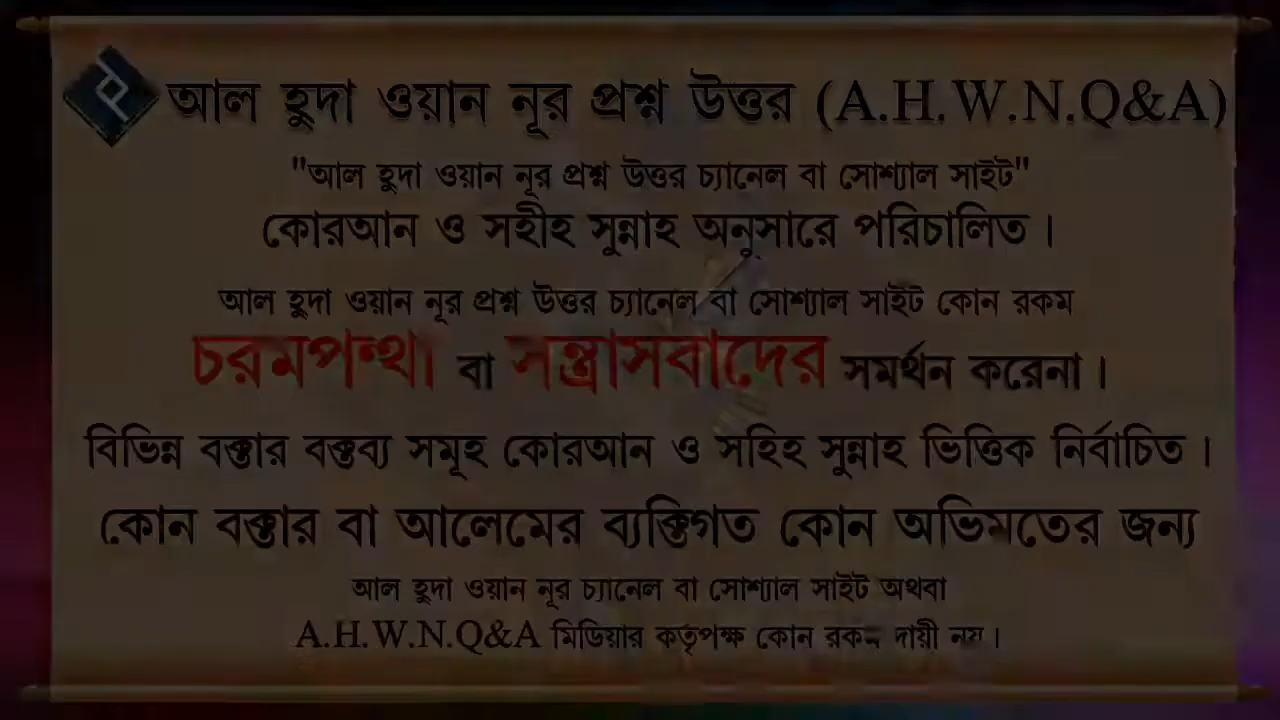 আল হুদা ওয়ান নূর প্রশ্ন উত্তর (A.H.W.N.Q&A)
"আল হুদা ওয়ান নূর প্রশ্ন উত্তর চ্যানেল বা সোশ্যাল সাইট"
কোরআন ও সহীহ সুন্নাহ অনুসারে পরিচালিত।
আল হুদা ওয়ান নূর প্রশ্ন উত্তর চ্যানেল বা সোশ্যাল সাইট কোন রকম
চরমপন্থা বা সন্ত্রাসবাদের সমর্থন করেনা।
বিভিন্ন বক্তার বক্তব্য সমূহ কোরআন ও সহিহ সুন্নাহ ভিত্তিক নির্বাচিত।
কোন বক্তার বা আলেমের ব্যক্তিগত কোন অভিমতের জন্য
আল হুদা ওয়ান নূর চ্যানেল বা সোশ্যাল সাইট অথবা
A.H.W.N.Q&A মিডিয়ার কর্তৃপক্ষ কোন রকম দায়ী নয়।